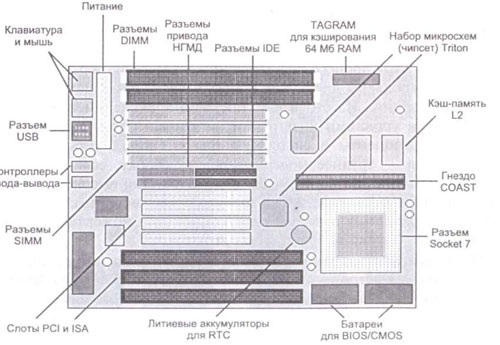 Питание
Клавиатура
и мышь
Разъемы
DIMM
Разъемы
привода
НГМД
Разъемы IDE
TAGRAM
для кэширования
64 Мб RAM
Набор микросхем
(чипсет) Triton
Разъем
USB
Кэш-память
L2
онтроллеры
вода-вывода
Гнездо
COAST
Разъемы
SIMM
Разъем
Socket 7
Слоты PCI и ISA
Литиевые аккумуляторы
для RTC
Батареи
для BIOS/CMOS